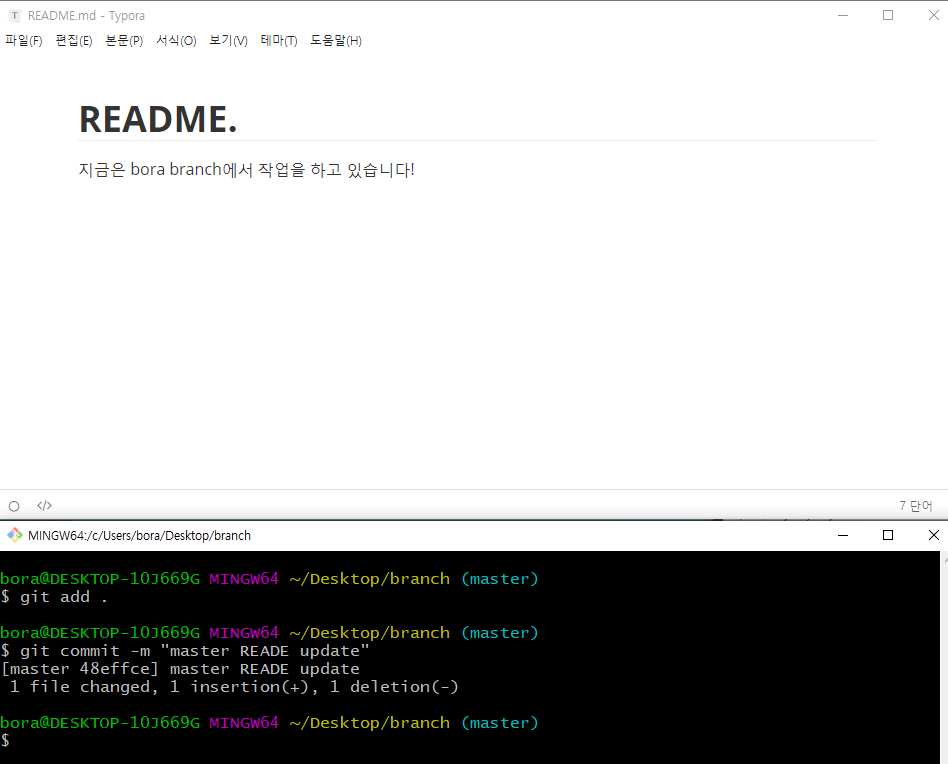 README.md - Typora
파일(F) 편집(E) 본문(P) 서식(O) 보기(V) 테마(T) 도움말(H)
README.
지금은 bora branch에서 작업을 하고 있습니다!
</> 7 단어
MINGW64:/c/Users/bora/Desktop/branch
bora@DESKTOP-1OJ669G MINGW64 ~/Desktop/branch (master)
$ git add .
bora@DESKTOP-1OJ669G MINGW64 ~/Desktop/branch (master)
$ git commit -m "master READE update"
[master 48effce] master READE update
1 file changed, 1 insertion(+), 1 deletion(-)
bora@DESKTOP-1OJ669G MINGW64 ~/Desktop/branch (master)
$